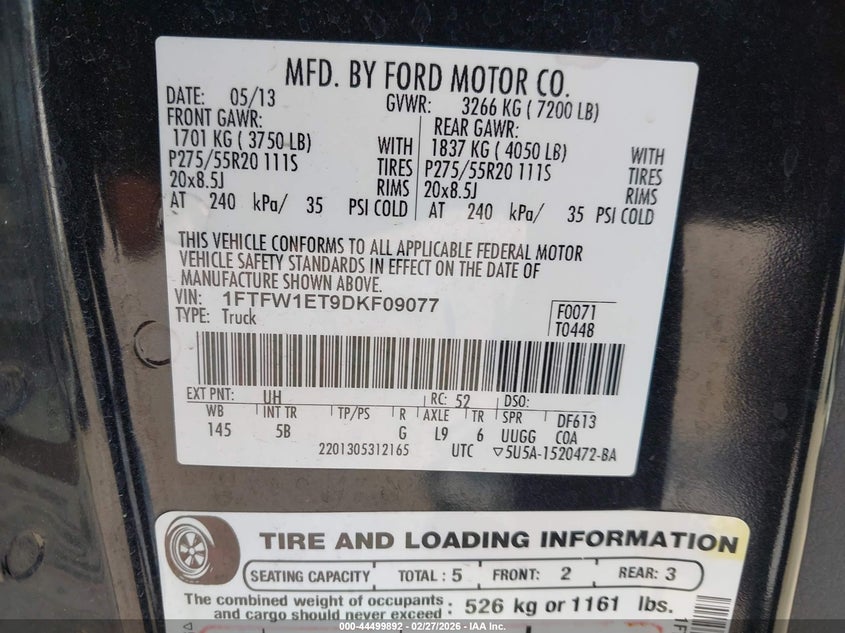 MFD. BY FORD MOTOR CO.
DATE: 05/13 GVWR: 3266 KG ( 7200 LB)
FRONT GAWR: REAR GAWR:
1701 KG ( 3750 LB) WITH 1837 KG ( 4050 LB) WITH
P275/55R20 111S TIRES P275/55R20 111S TIRES
20x8.5J RIMS 20x8.5J RIMS
AT 240 kPa/ 35 PSI COLD AT 240 kPa/ 35 PSI COLD
THIS VEHICLE CONFORMS TO ALL APPLICABLE FEDERAL MOTOR
VEHICLE SAFETY STANDARDS IN EFFECT ON THE DATE OF
MANUFACTURE SHOWN ABOVE.
VIN: 1FTFW1ET9DKF09077 F0071
TYPE: Truck T0448
EXT PNT: UH RC: 52 DSO:
WB INT TR TP/PS R AXLE TR SPR DF613
145 5B G L9 6 UUGG COA
2201305312165 UTC ▽5U5A-1520472-BA
TIRE AND LOADING INFORMATION
SEATING CAPACITY TOTAL : 5 FRONT: 2 REAR: 3
The combined weight of occupants
and cargo should never exceed : 526 kg or 1161 lbs.
000-44499892 - 02/27/2026 - IAA Inc.